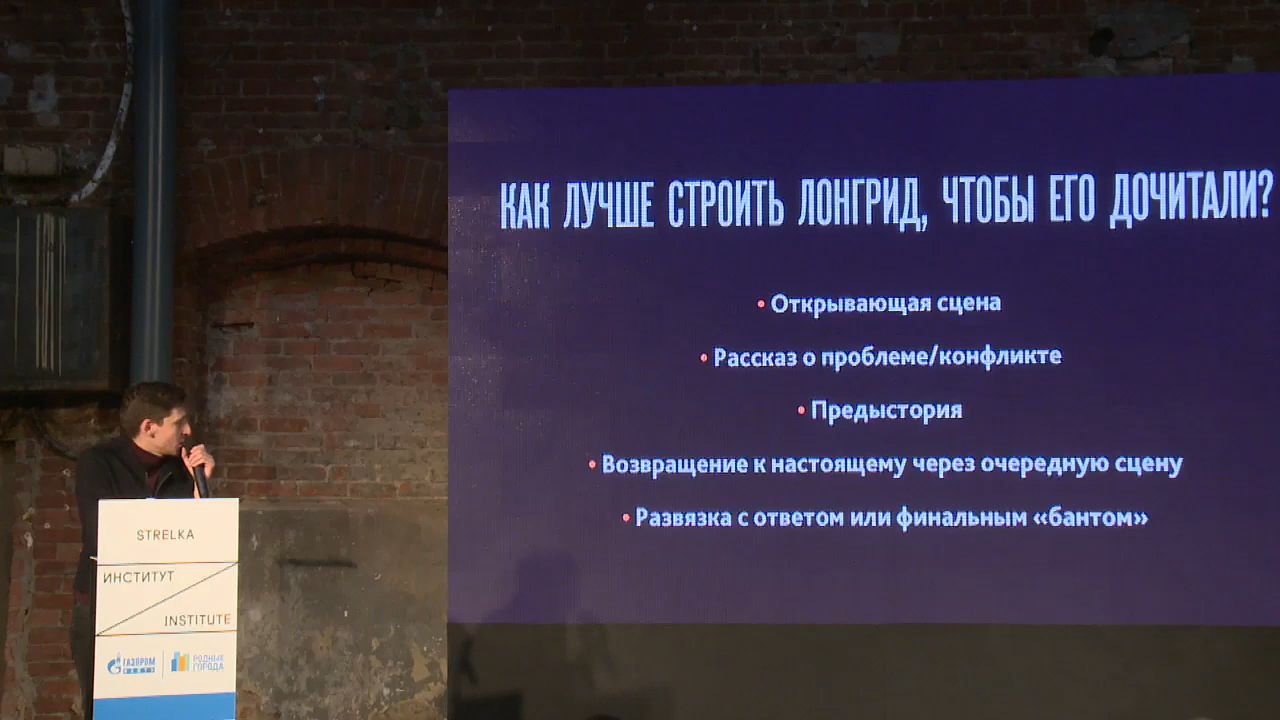 КАК ЛУЧШЕ СТРОИТЬ ЛОНГРИД, ЧТОБЫ ЕГО ДОЧИТАЛИ?
• Открывающая сцена
• Рассказ о проблеме/конфликте
• Предыстория
• Возвращение к настоящему через очередную сцену
• Развязка с ответом или финальным «бантом»
STRELKA
ИНСТИТУТ
INSTITUTE
ГАЗПРОМ
НЕФТЬ
РОДНЫЕ
ГОРОДА